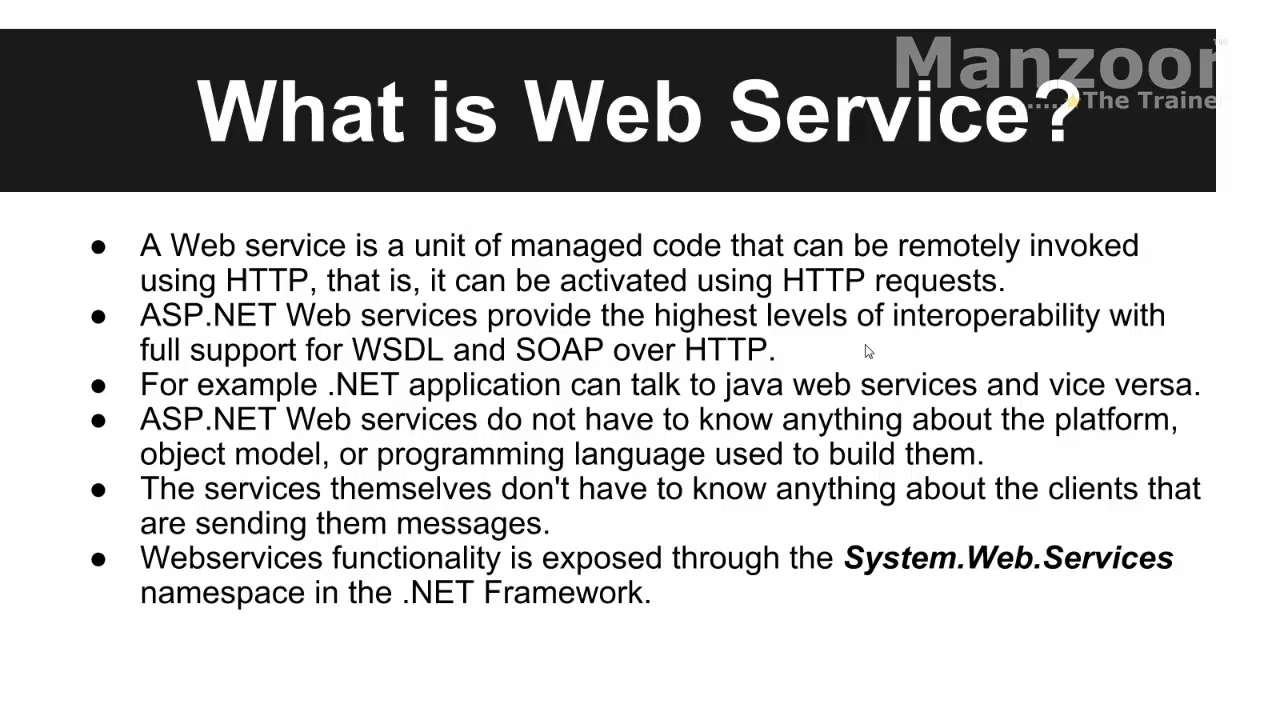 Manzoor
.....The Trainer
What is Web Service?
● A Web service is a unit of managed code that can be remotely invoked
using HTTP, that is, it can be activated using HTTP requests.
● ASP.NET Web services provide the highest levels of interoperability with
full support for WSDL and SOAP over HTTP.
● For example .NET application can talk to java web services and vice versa.
● ASP.NET Web services do not have to know anything about the platform,
object model, or programming language used to build them.
● The services themselves don't have to know anything about the clients that
are sending them messages.
● Webservices functionality is exposed through the System.Web.Services
namespace in the .NET Framework.